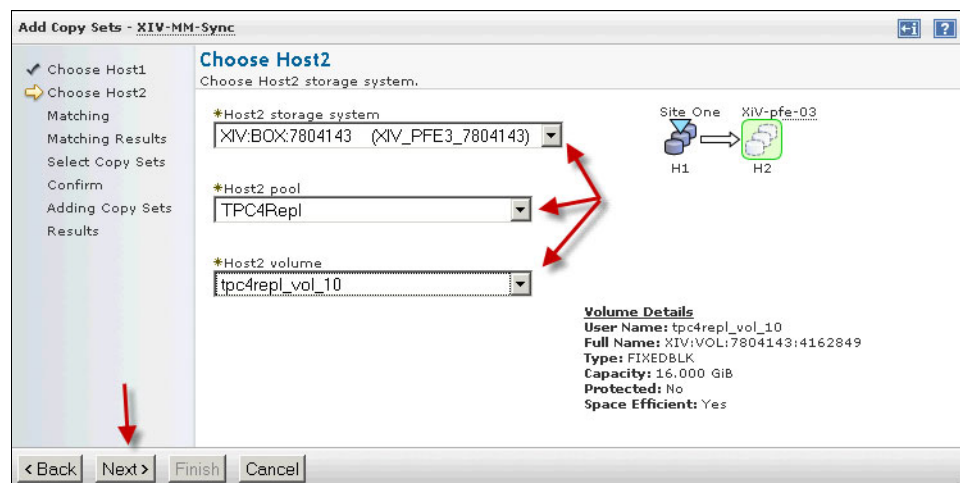 Add Copy Sets - XIV-MM-Sync
?
Choose Host1
Choose Host2
Matching
Matching Results
Select Copy Sets
Confirm
Adding Copy Sets
Results
Choose Host2
Choose Host2 storage system.
*Host2 storage system
XIV:BOX:7804143 (XIV_PFE3_7804143)
*Host2 pool
TPC4Repl
*Host2 volume
tpc4repl_vol_10
Site One XiV-pfe-03
H1 H2
Volume Details
User Name: tpc4repl_vol_10
Full Name: XIV:VOL:7804143:4162849
Type: FIXEDBLK
Capacity: 16.000 GiB
Protected: No
Space Efficient: Yes
< Back Next > Finish Cancel